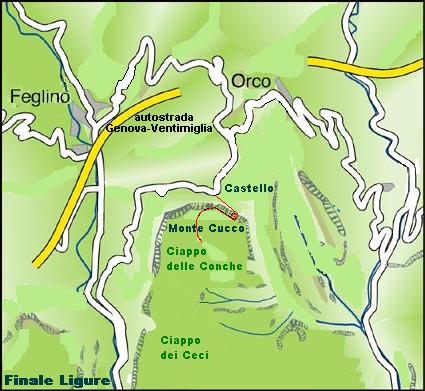 Orco
Feglino
autostrada
Genova-Ventimiglia
Castello
Monte Cucco
Ciappo
delle Conche
Ciappo
dei Ceci
Finale Ligure